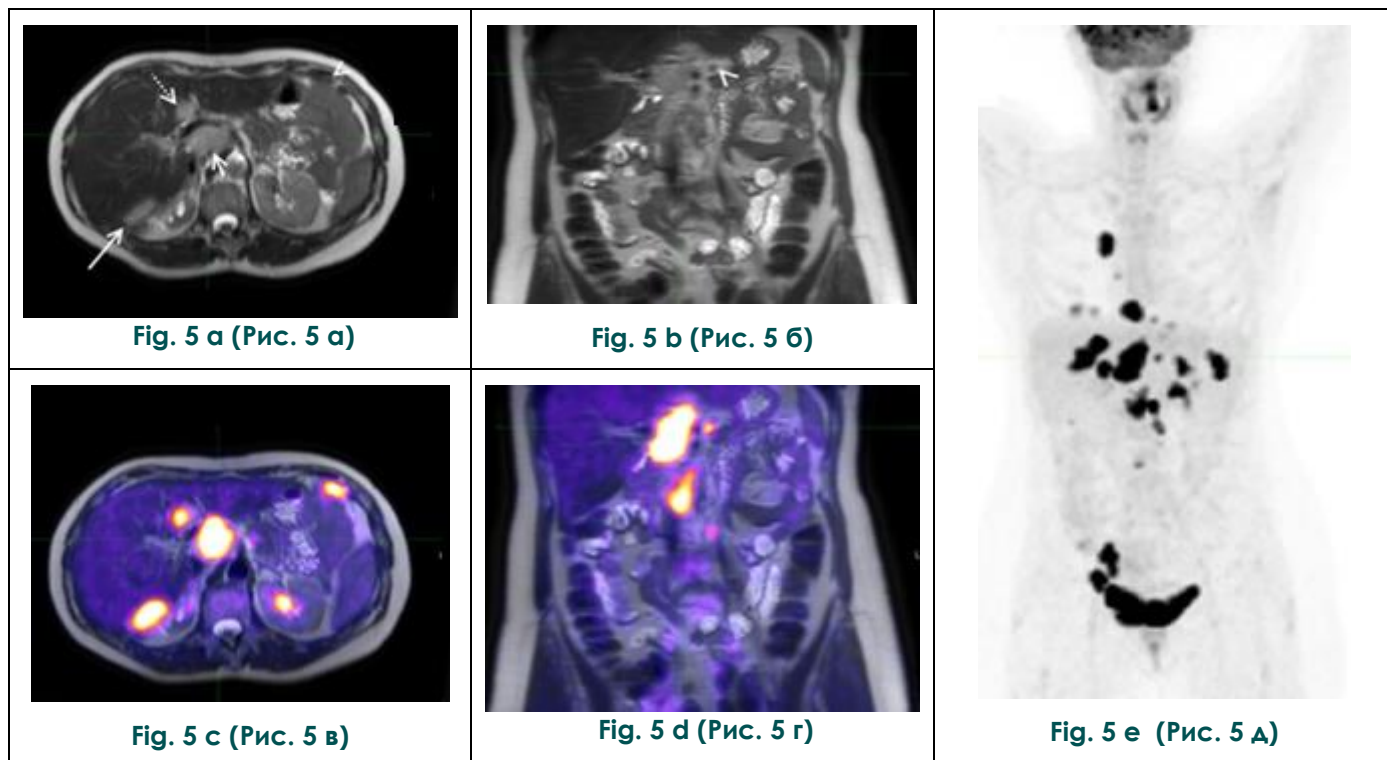 Fig. 5 a (Рис. 5 а)
Fig. 5 b (Рис. 5 б)
Fig. 5 c (Рис. 5 в)
Fig. 5 d (Рис. 5 г)
Fig. 5 e (Рис. 5 д)